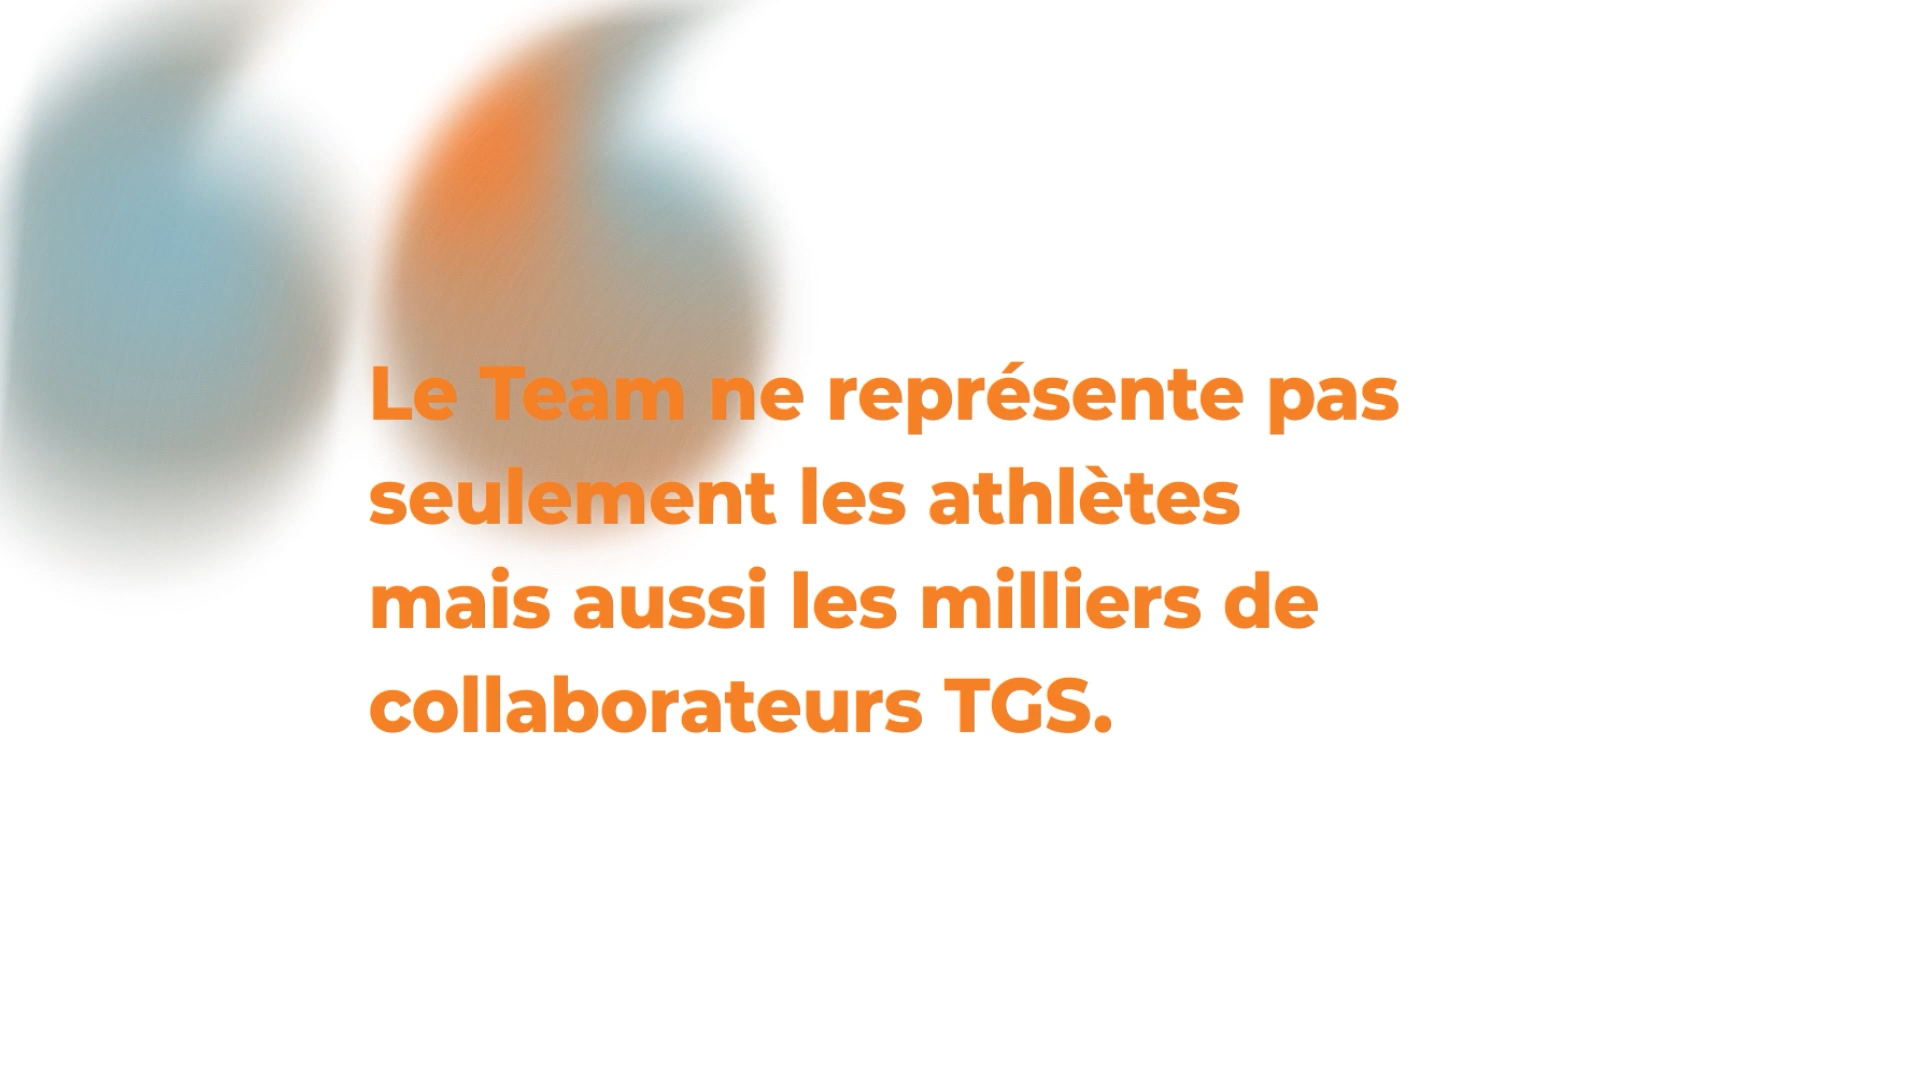 Le Team ne représente pas
seulement les athlètes
mais aussi les milliers de
collaborateurs TGS.